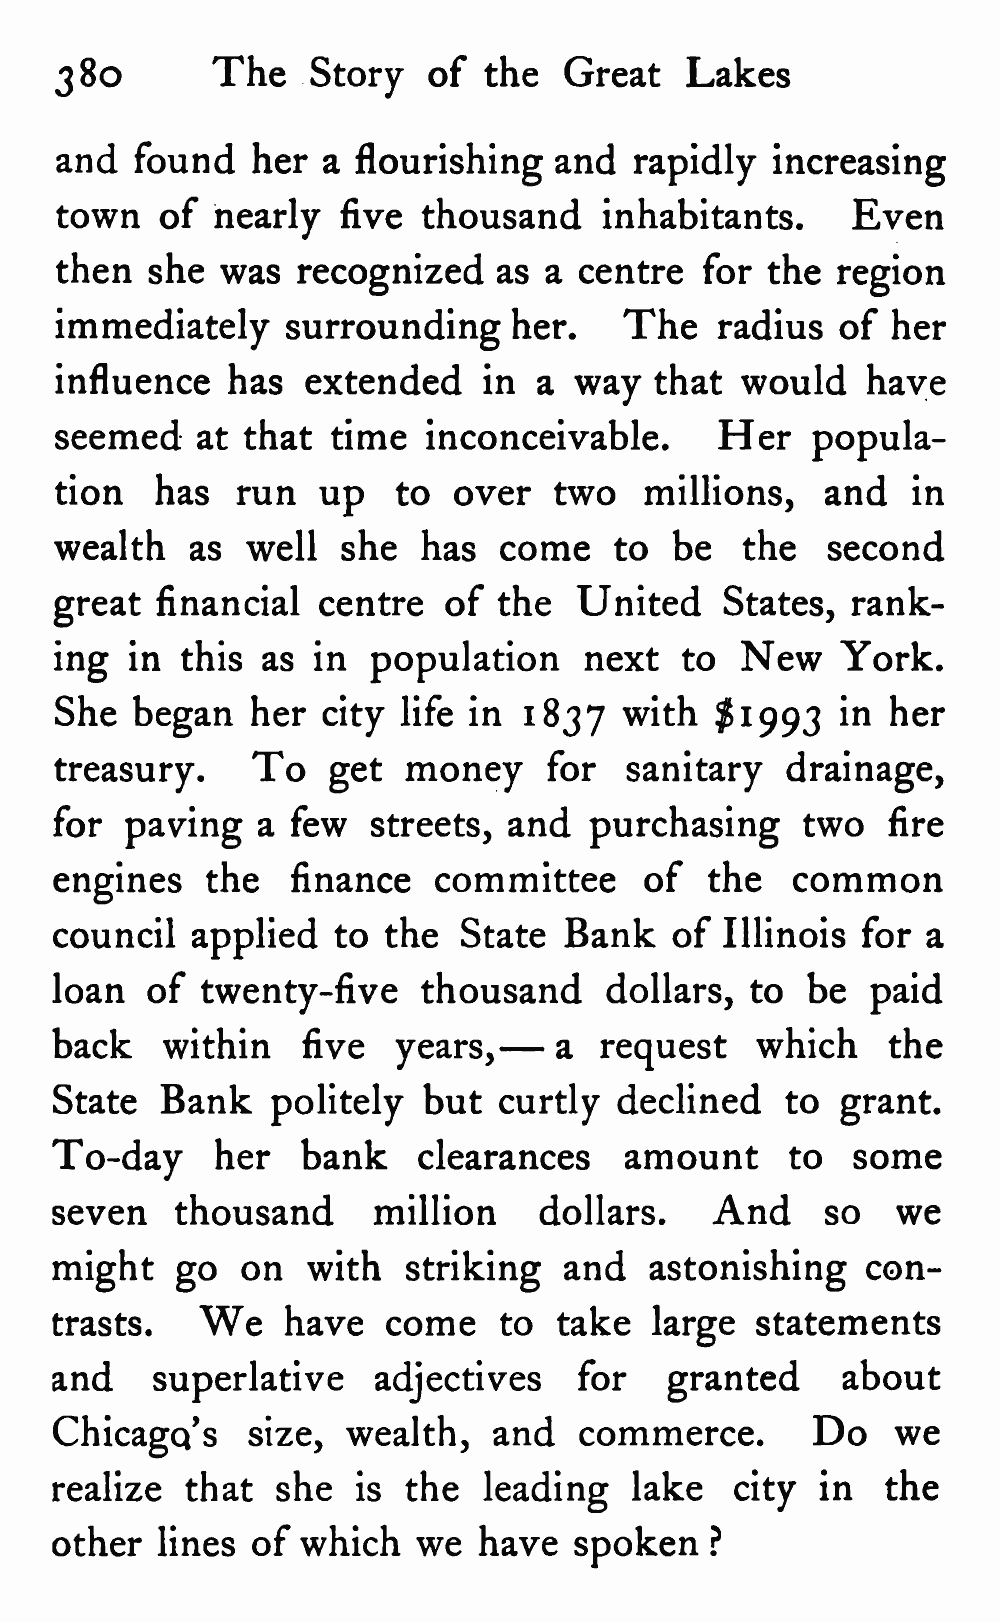 380 The Story of the Great Lakes
and found her a flourishing and rapidly increasing
town of nearly five thousand inhabitants. Even
then she was recognized as a centre for the region
immediately surrounding her. The radius of her
influence has extended in a way that would have
seemed at that time inconceivable. Her popula-
tion has run up to over two millions, and in
wealth as well she has come to be the second
great financial centre of the United States, rank-
ing in this as in population next to New York.
She began her city life in 1837 with $1993 in her
treasury. To get money for sanitary drainage,
for paving a few streets, and purchasing two fire
engines the finance committee of the common
council applied to the State Bank of Illinois for a
loan of twenty-five thousand dollars, to be paid
back within five years,— a request which the
State Bank politely but curtly declined to grant.
To-day her bank clearances amount to some
seven thousand million dollars. And so we
might go on with striking and astonishing con-
trasts. We have come to take large statements
and superlative adjectives for granted about
Chicago's size, wealth, and commerce. Do we
realize that she is the leading lake city in the
other lines of which we have spoken?